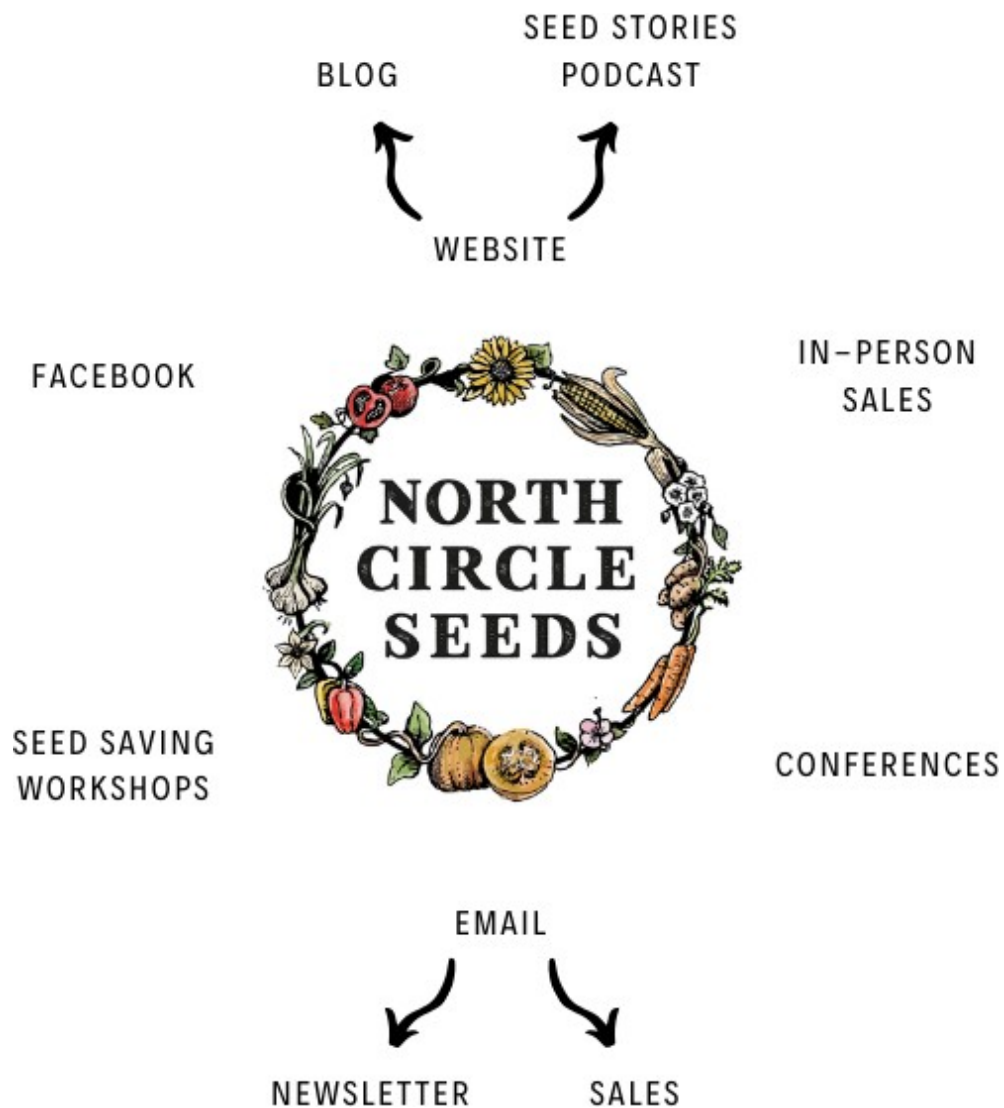 SEED STORIES
PODCAST
BLOG
WEBSITE
FACEBOOK
IN-PERSON
SALES
NORTH
CIRCLE
SEEDS
SEED SAVING
WORKSHOPS
CONFERENCES
EMAIL
NEWSLETTER
SALES